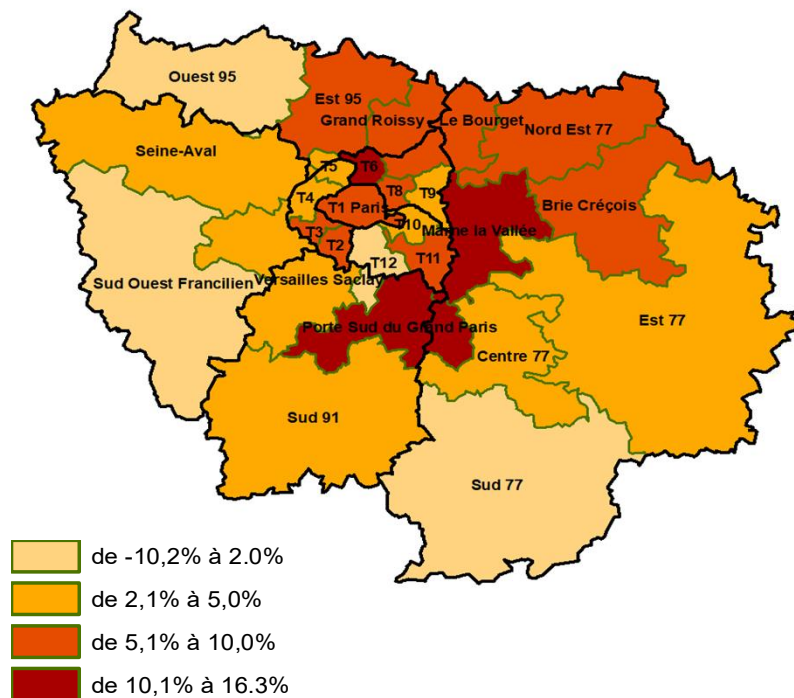 Ouest 95
Est 95
Grand Roissy - Le Bourget
Nord Est 77
Seine-Aval
T5
T6
T4
T8
T9
T1 Paris
Brie Créçois
T10
Marne la Vallée
T3
T2
T11
T12
Sud Ouest Francilien
Versailles Saclay
Est 77
Porte Sud du Grand Paris
Centre 77
Sud 91
Sud 77
de -10,2% à 2.0%
de 2,1% à 5,0%
de 5,1% à 10,0%
de 10,1% à 16.3%